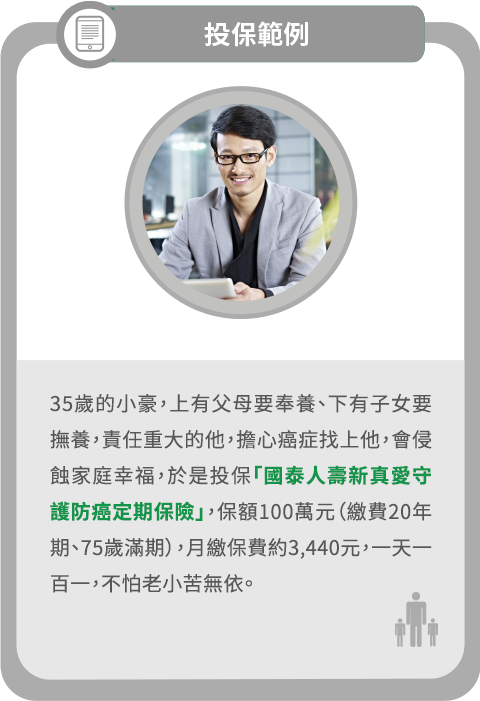 投保範例
35歲的小豪，上有父母要奉養、下有子女要
撫養，責任重大的他，擔心癌症找上他，會侵
蝕家庭幸福，於是投保「國泰人壽新真愛守
護防癌定期保險」，保額100萬元（繳費20年
期、75歲滿期），月繳保費約3,440元，一天一
百一，不怕老小苦無依。